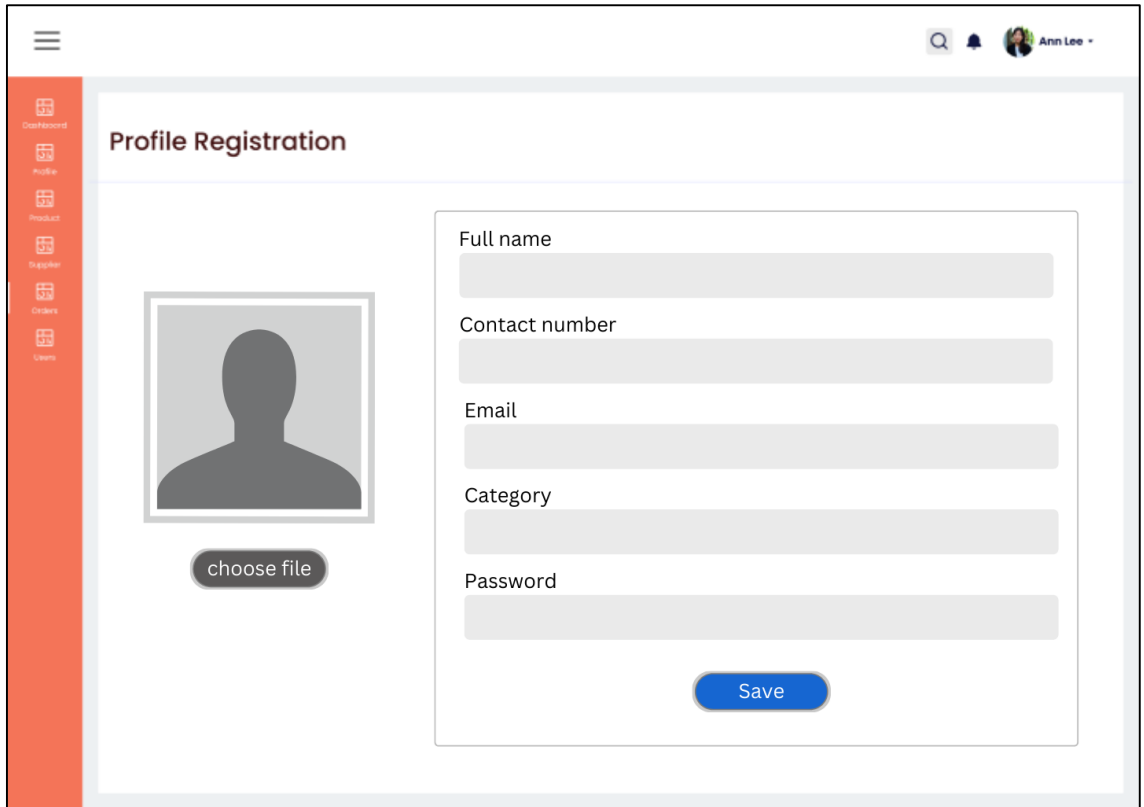 Ann Lee
Dashboard
Profile
Product
Supplier
Orders
Users
Profile Registration
Full name
Contact number
Email
Category
Password
choose file
Save